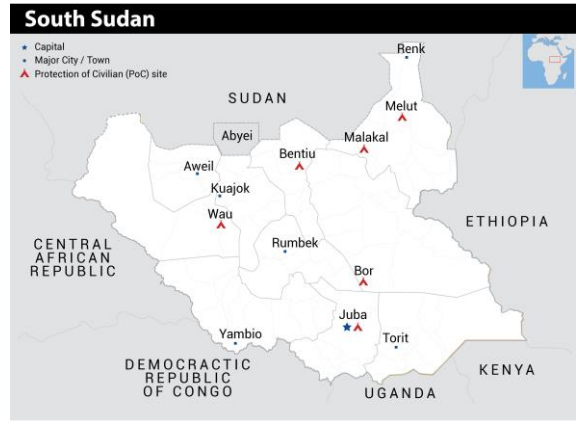 South Sudan
Capital
Major City / Town
Protection of Civilian (PoC) site
Renk
SUDAN
Melut
Abyei
Malakal
Bentiu
Aweil
Kuajok
Wau
ETHIOPIA
CENTRAL
AFRICAN
REPUBLIC
Rumbek
Bor
Juba
Yambio
Torit
DEMOCRACTIC
REPUBLIC
OF CONGO
KENYA
UGANDA